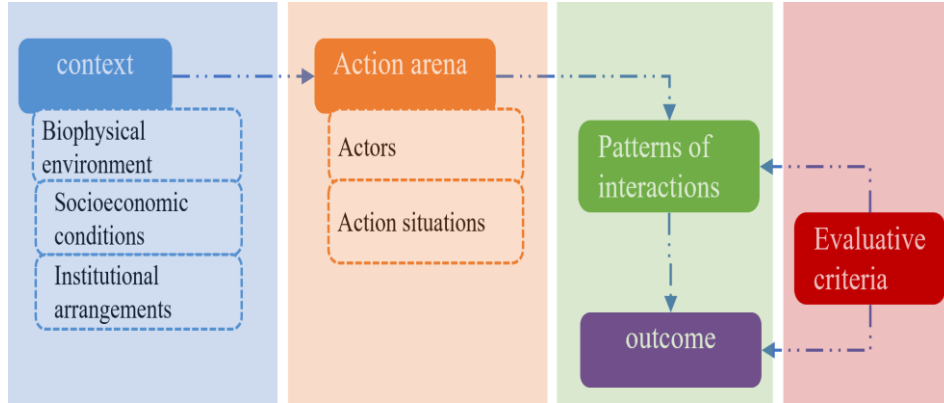 context
Biophysical
environment
Socioeconomic
conditions
Institutional
arrangements
Action arena
Actors
Action situations
Patterns of
interactions
outcome
Evaluative
criteria